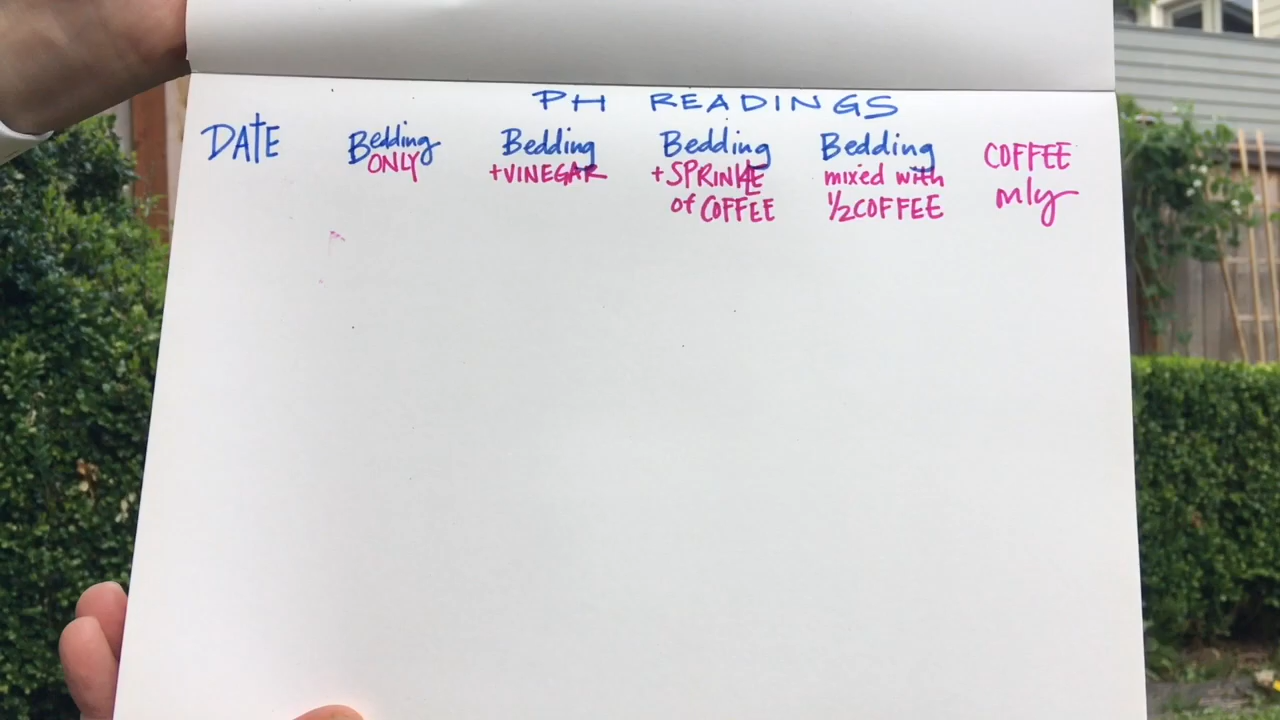 PH READINGS
DATE
Bedding
ONLY
Bedding
+VINEGAR
Bedding
+SPRINKLE
of COFFEE
Bedding
mixed with
1/2 COFFEE
COFFEE
only